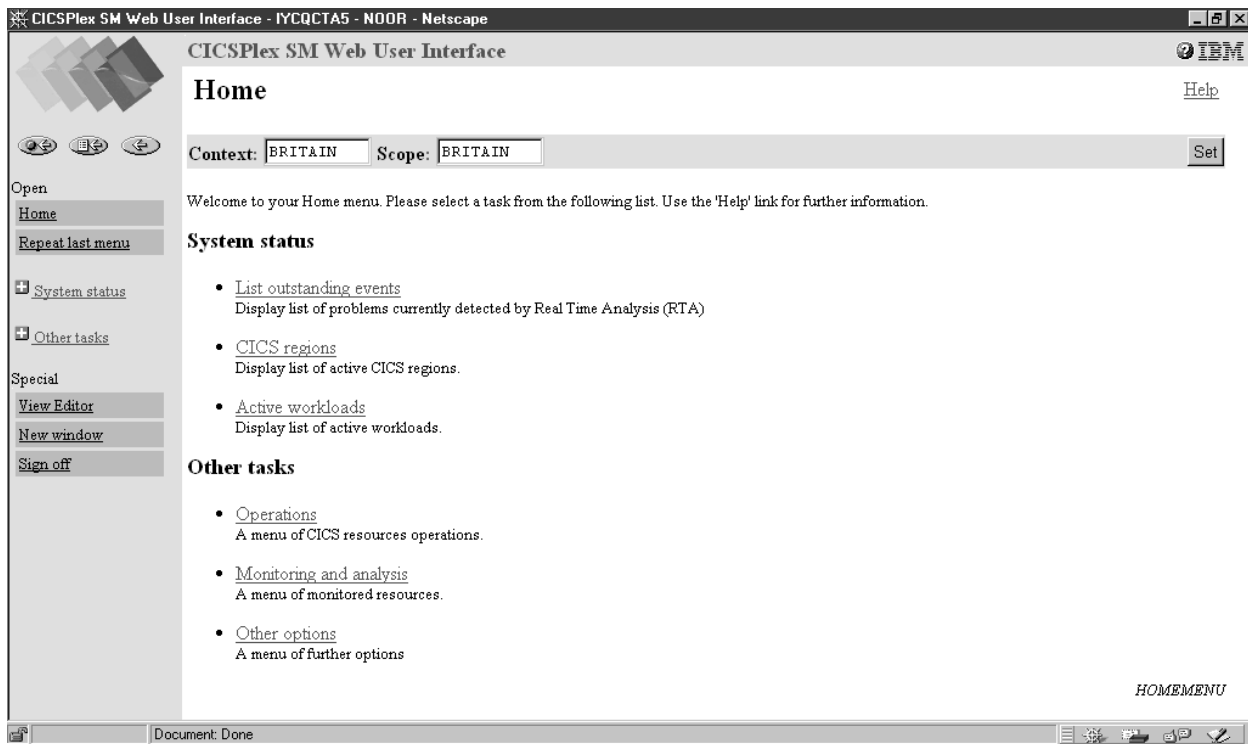 CICSPlex SM Web User Interface - IYCQCTA5 - NOOR - Netscape
CICSPlex SM Web User Interface
IBM
Home
Help
Context: BRITAIN Scope: BRITAIN Set
Open
Home
Repeat last menu
System status
Other tasks
Special
View Editor
New window
Sign off
Welcome to your Home menu. Please select a task from the following list. Use the 'Help' link for further information.
System status
• List outstanding events
Display list of problems currently detected by Real Time Analysis (RTA)
• CICS regions
Display list of active CICS regions.
• Active workloads
Display list of active workloads.
Other tasks
• Operations
A menu of CICS resources operations.
• Monitoring and analysis
A menu of monitored resources.
• Other options
A menu of further options
HOMEMENU
Document: Done